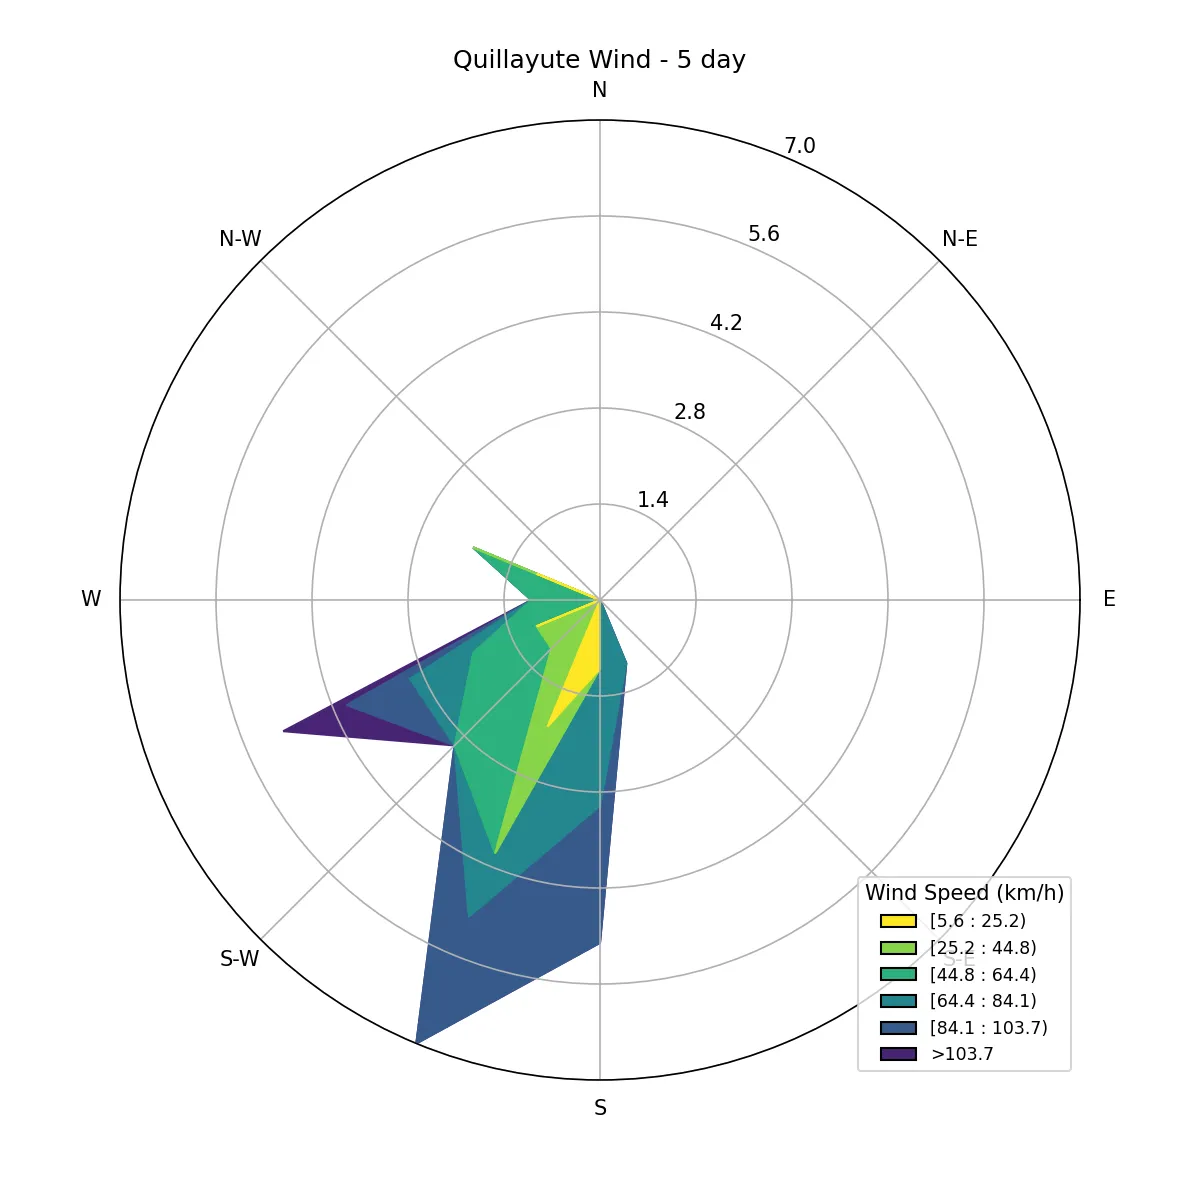 Quillayute Wind - 5 day
N
7.0
N-W
N-E
5.6
4.2
2.8
1.4
W
E
S-W
S-E
S
Wind Speed (km/h)
[5.6 : 25.2)
[25.2 : 44.8)
[44.8 : 64.4)
[64.4 : 84.1)
[84.1 : 103.7)
>103.7